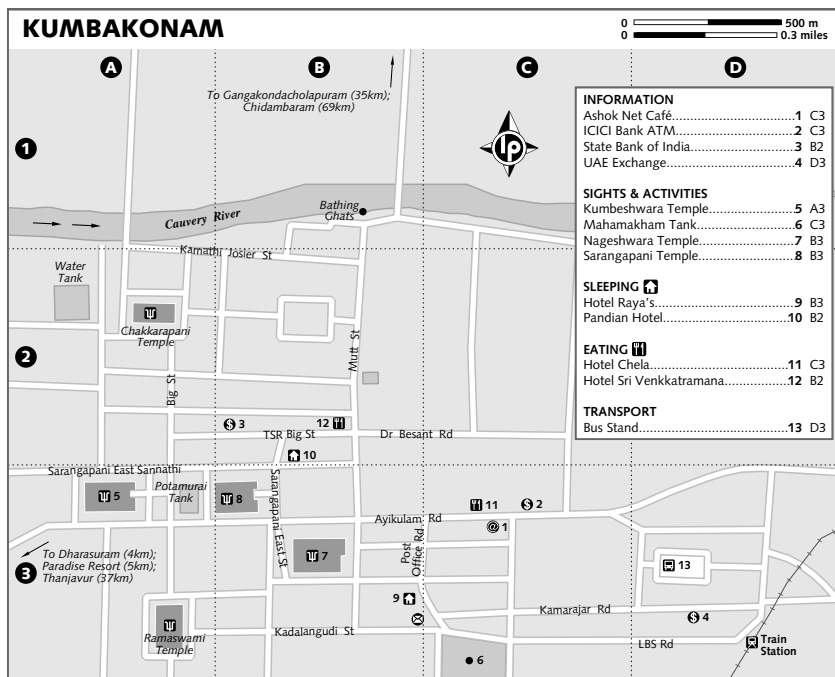 KUMBAKONAM
0 500 m
0 0.3 miles
A
B
C
D
To Gangakondacholapuram (35km);
Chidambaram (69km)
lp
1
INFORMATION
Ashok Net Café 1 C3
ICICI Bank ATM 2 C3
State Bank of India 3 B2
UAE Exchange 4 D3
SIGHTS & ACTIVITIES
Kumbeshwara Temple 5 A3
Mahamakham Tank 6 C3
Nageshwara Temple 7 B3
Sarangapani Temple 8 B3
SLEEPING
Hotel Raya's 9 B3
Pandian Hotel 10 B2
EATING
Hotel Chela 11 C3
Hotel Sri Venkkatramana 12 B2
TRANSPORT
Bus Stand 13 D3
Cauvery River
Bathing
Ghats
Kamathi Josier St
Water
Tank
Chakkarapani
Temple
2
Mutt St
Big St
$ 3
12
TSR Big St
Dr Besant Rd
10
Sarangapani East Sannathi
Potamurai
Tank
5
8
Sarangapani East St
11
$ 2
Ayikulam Rd
@ 1
Post
Office Rd
7
To Dharasuram (4km);
Paradise Resort (5km);
Thanjavur (37km)
3
13
9
Kamarajar Rd
$ 4
Ramaswami
Temple
Kadalangudi St
LBS Rd
Train
Station
6